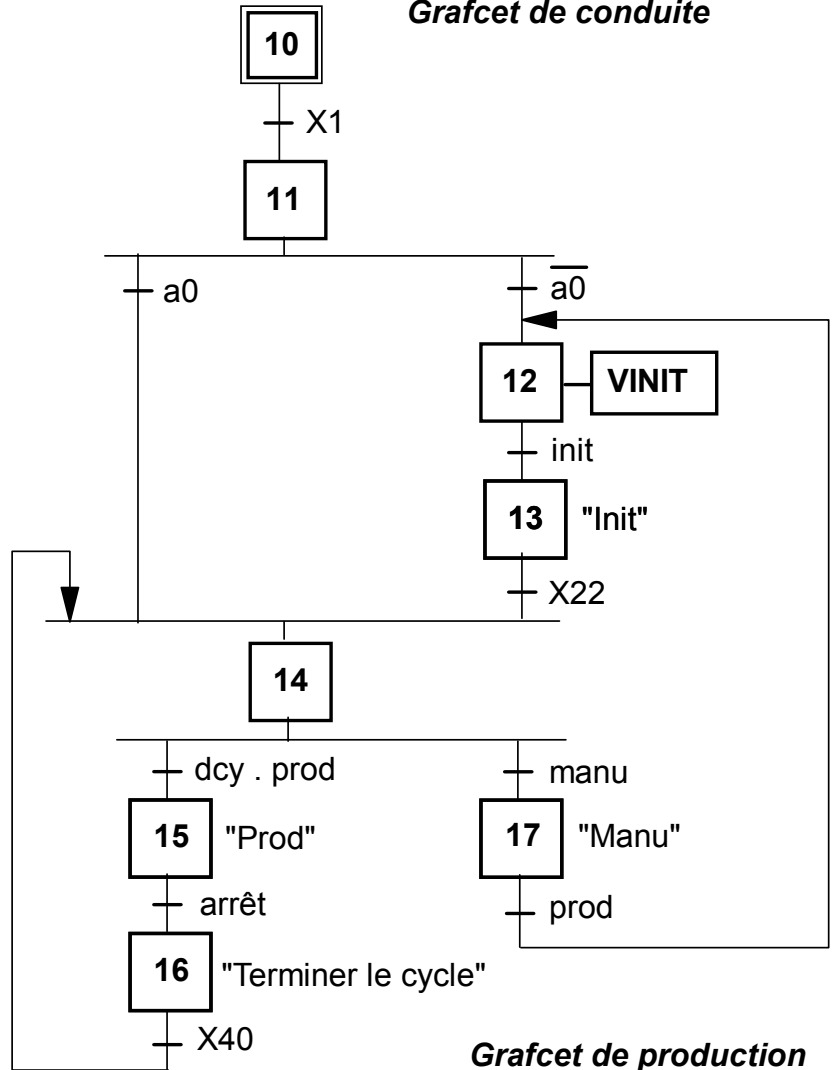 Grafcet de conduite
10
X1
11
a0
a0
12 VINIT
init
13 "Init"
X22
14
dcy . prod
manu
15 "Prod"
17 "Manu"
arrêt
prod
16 "Terminer le cycle"
X40
Grafcet de production